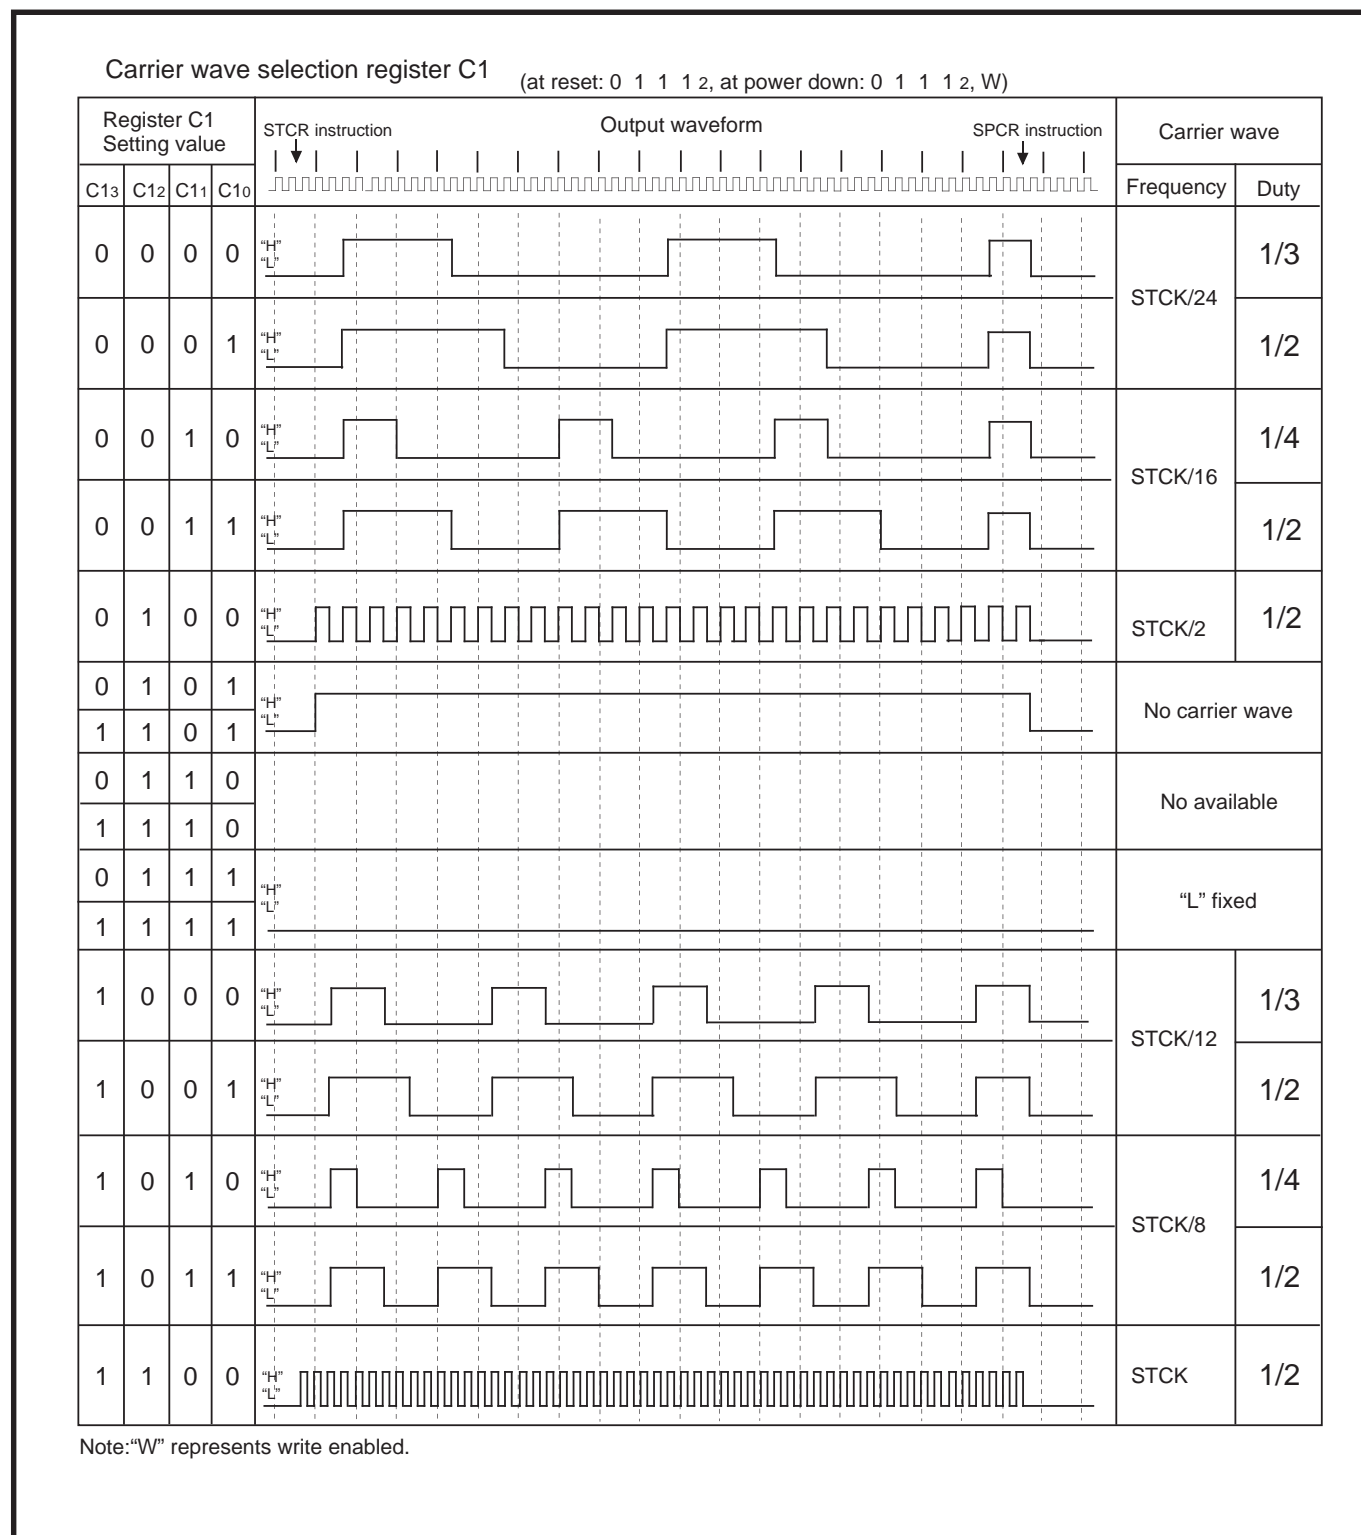 Carrier wave selection register C1 (at reset: 0 1 1 1 2, at power down: 0 1 1 1 2, W)
Register C1 Setting value
STCR instruction
Output waveform
SPCR instruction
Carrier wave
C13 C12 C11 C10
Frequency Duty
0 0 0 0 “H” “L” STCK/24 1/3
0 0 0 1 “H” “L” 1/2
0 0 1 0 “H” “L” STCK/16 1/4
0 0 1 1 “H” “L” 1/2
0 1 0 0 “H” “L” STCK/2 1/2
0 1 0 1 “H” “L” No carrier wave
1 1 0 1
0 1 1 0 No available
1 1 1 0
0 1 1 1 “H” “L” “L” fixed
1 1 1 1
1 0 0 0 “H” “L” STCK/12 1/3
1 0 0 1 “H” “L” 1/2
1 0 1 0 “H” “L” STCK/8 1/4
1 0 1 1 “H” “L” 1/2
1 1 0 0 “H” “L” STCK 1/2
Note:“W” represents write enabled.